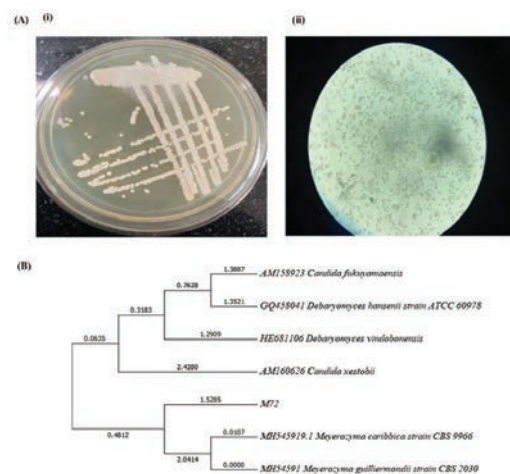 (A) (i) (ii)
(B)
1.3887
AM158923 Candida fukuyamaensis
0.7628
1.3521
GQ458041 Debaryomyces hansenii strain ATCC 60978
0.3183
1.2909
HE681106 Debaryomyces vindobonensis
0.0635
2.4280
AM160626 Candida xestobii
1.5285
M72
0.4812
0.0107
MH545919.1 Meyerozyma caribbica strain CBS 9966
2.0414
0.0000
MH54591 Meyerozyma guilliermondii strain CBS 2030